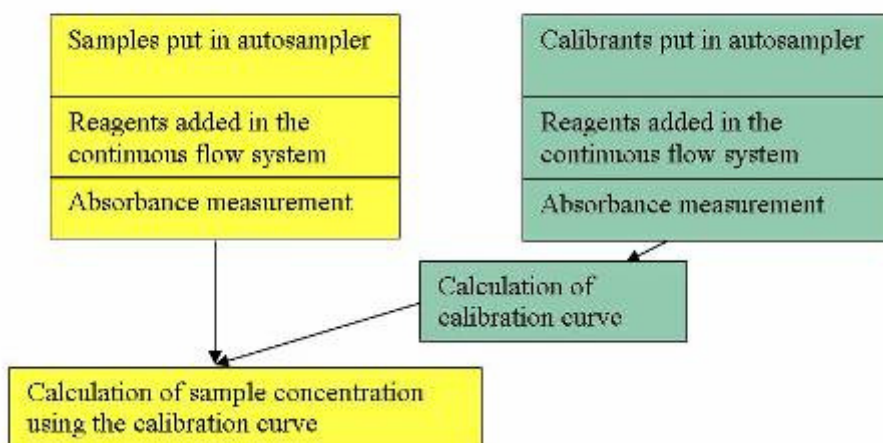 Samples put in autosampler
Reagents added in the
continuous flow system
Absorbance measurement
Calibrants put in autosampler
Reagents added in the
continuous flow system
Absorbance measurement
Calculation of
calibration curve
Calculation of sample concentration
using the calibration curve